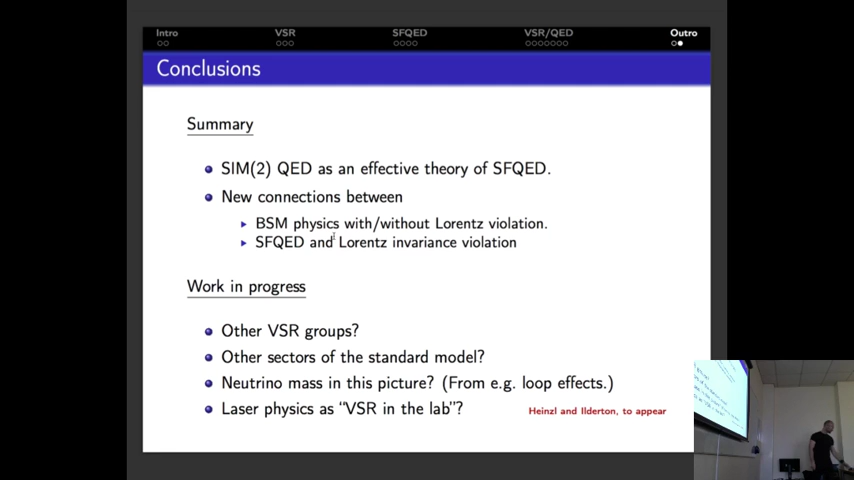 Intro VSR SFQED VSR/QED Outro
Conclusions
Summary
SIM(2) QED as an effective theory of SFQED.
New connections between
BSM physics with/without Lorentz violation.
SFQED and Lorentz invariance violation
Work in progress
Other VSR groups?
Other sectors of the standard model?
Neutrino mass in this picture? (From e.g. loop effects.)
Laser physics as “VSR in the lab”? Heinzl and Ilderton, to appear